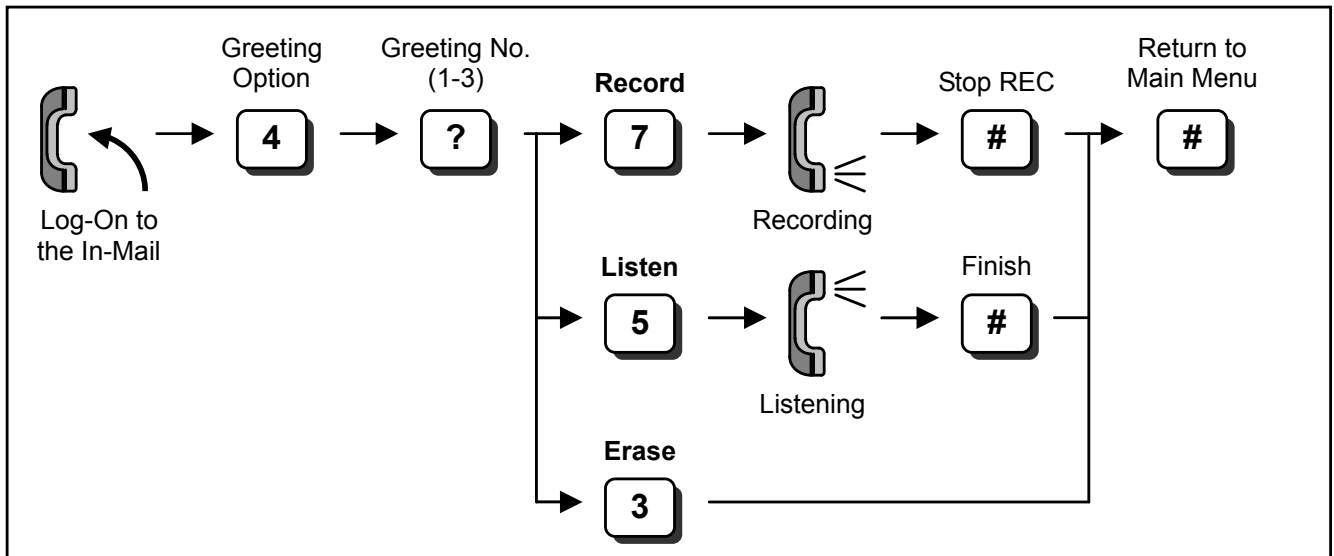 Greeting
Option
Greeting No.
(1-3)
Record
Stop REC
Return to
Main Menu
4
?
7
#
#
Log-On to
the In-Mail
Recording
Listen
Finish
5
#
Listening
Erase
3